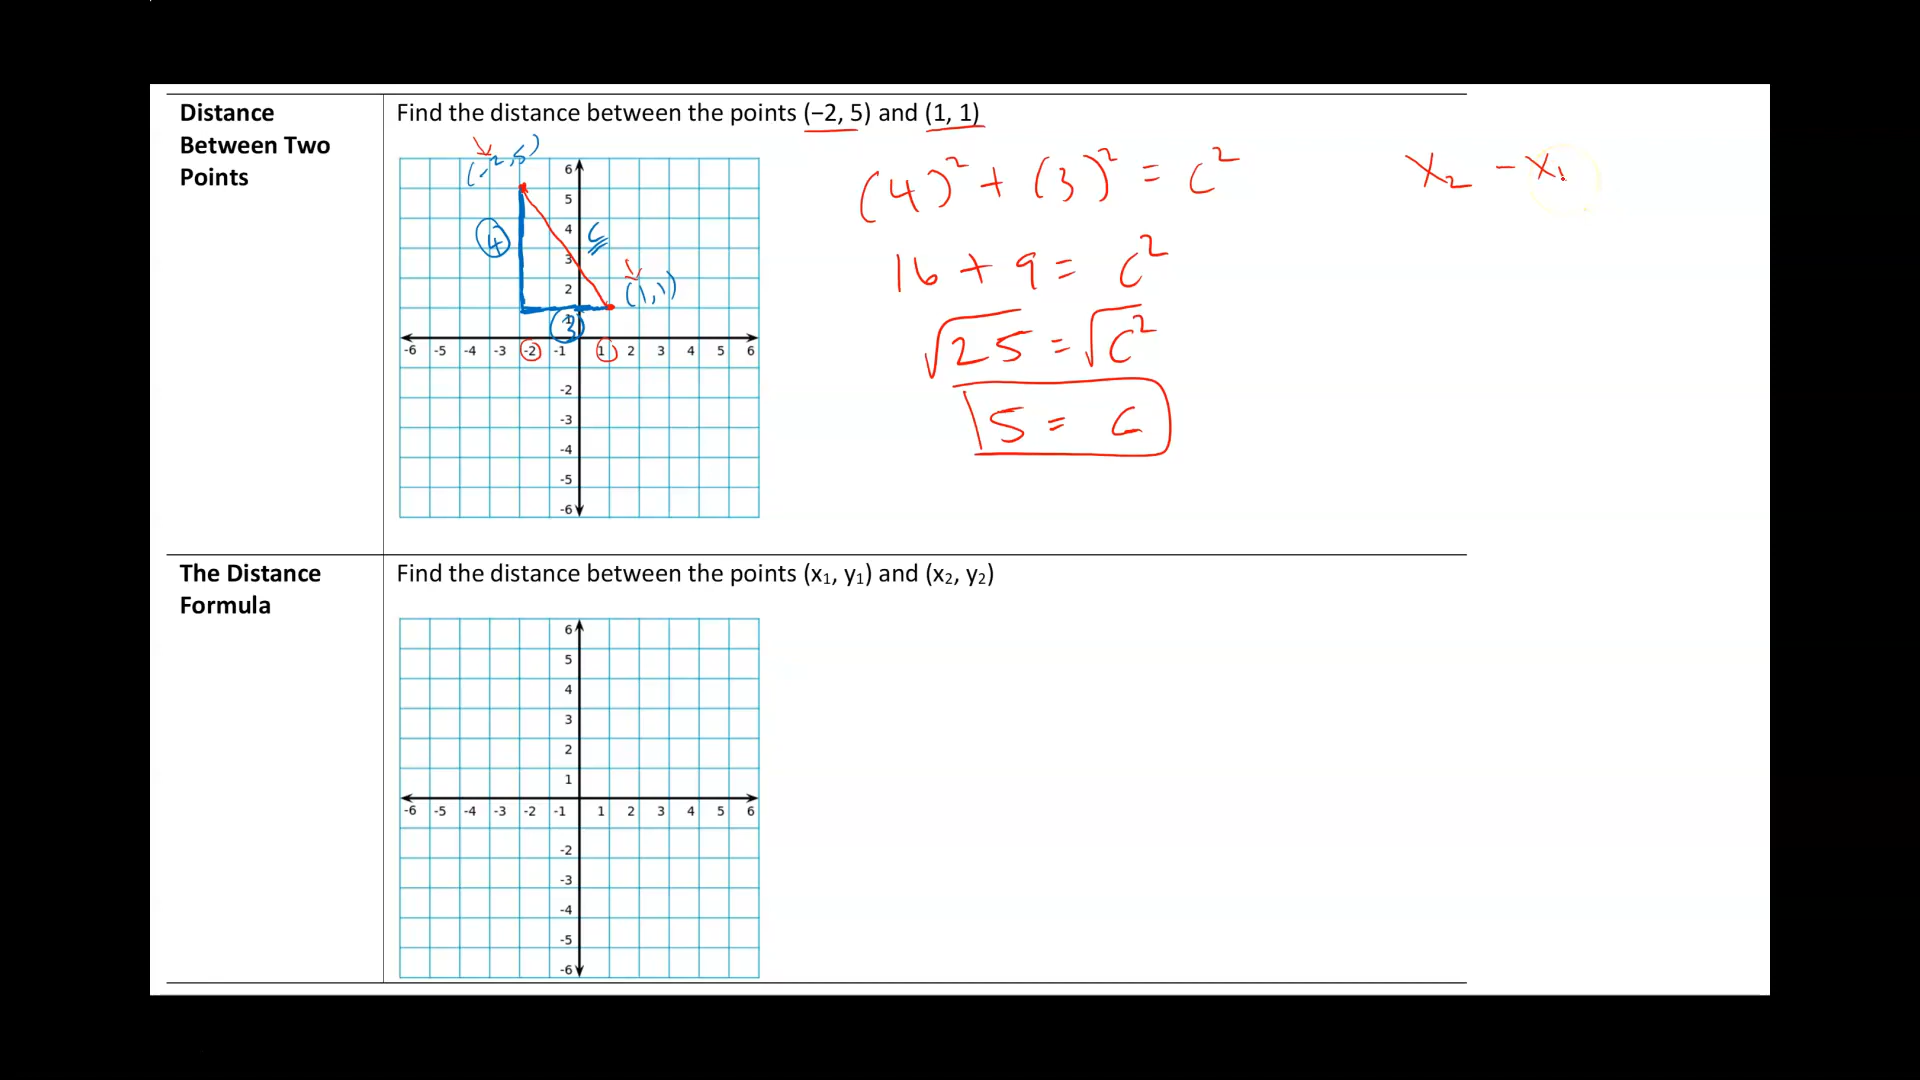 Distance
Between Two
Points
Find the distance between the points (−2, 5) and (1, 1)
(-2,5)
6
5
4
3
2
1
4
c
(1,1)
3
-6 -5 -4 -3 -2 -1 1 2 3 4 5 6
-2
-3
-4
-5
-6
(4)² + (3)² = c²
16 + 9 = c²
√25 = √c²
5 = c
x₂ - x₁
The Distance
Formula
Find the distance between the points (x₁, y₁) and (x₂, y₂)
6
5
4
3
2
1
-6 -5 -4 -3 -2 -1 1 2 3 4 5 6
-2
-3
-4
-5
-6